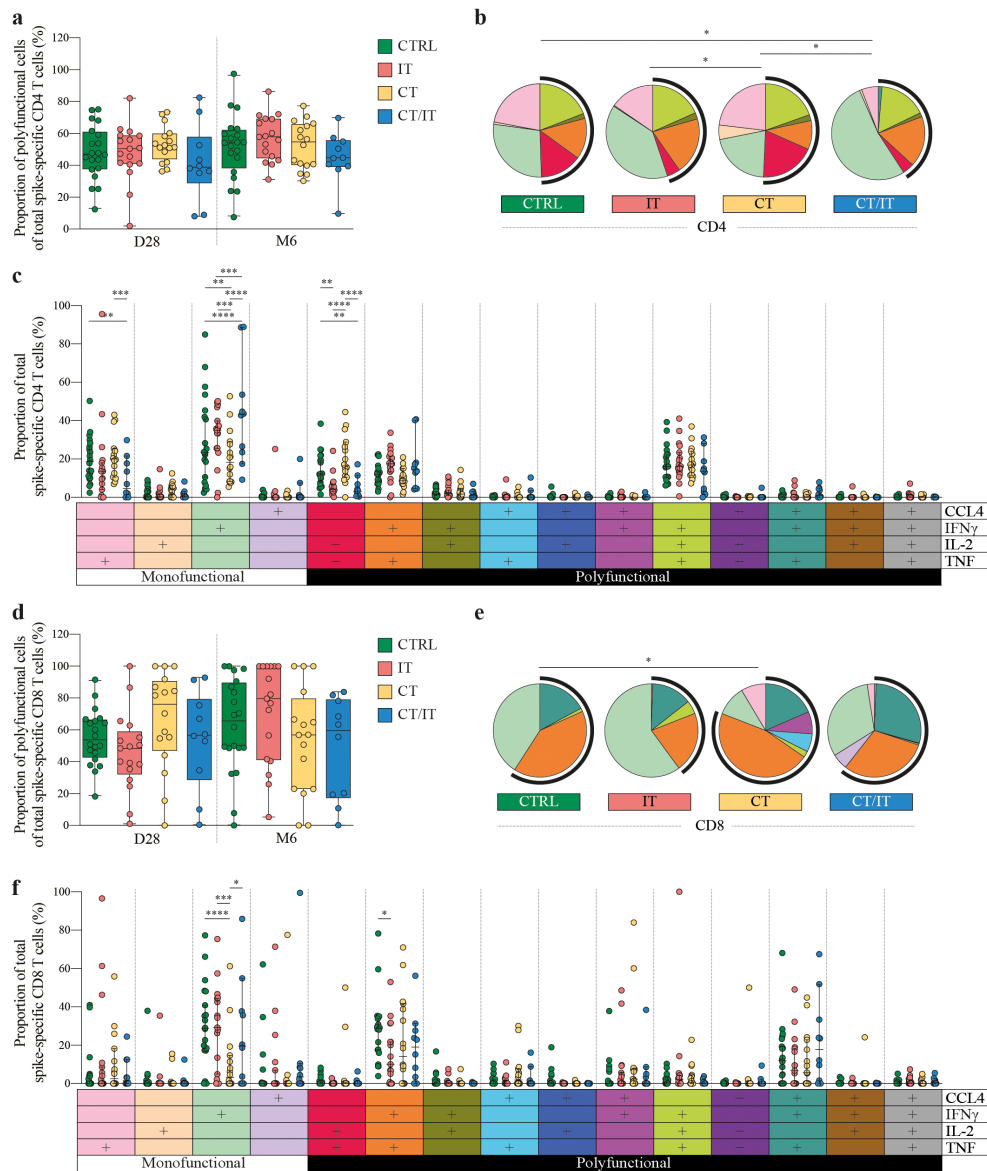 a
Proportion of polyfunctional cells
of total spike-specific CD4 T cells (%)
120
100
80
60
40
20
0
D28
M6
CTRL
IT
CT
CT/IT
b
*
*
*
CTRL
IT
CT
CT/IT
CD4
c
Proportion of total
spike-specific CD4 T cells (%)
100
80
60
40
20
0
***
**
***
**
****
***
****
**
****
****
**
+ + + + + + + + CCL4
+ + + + + + + IFNγ
+ + + + + + + IL-2
+ + + + + + + TNF
Monofunctional
Polyfunctional
d
Proportion of polyfunctional cells
of total spike-specific CD8 T cells (%)
120
100
80
60
40
20
0
D28
M6
CTRL
IT
CT
CT/IT
e
*
CTRL
IT
CT
CT/IT
CD8
f
Proportion of total
spike-specific CD8 T cells (%)
100
80
60
40
20
0
*
***
****
*
CCL4
IFNγ
IL-2
TNF
Monofunctional
Polyfunctional